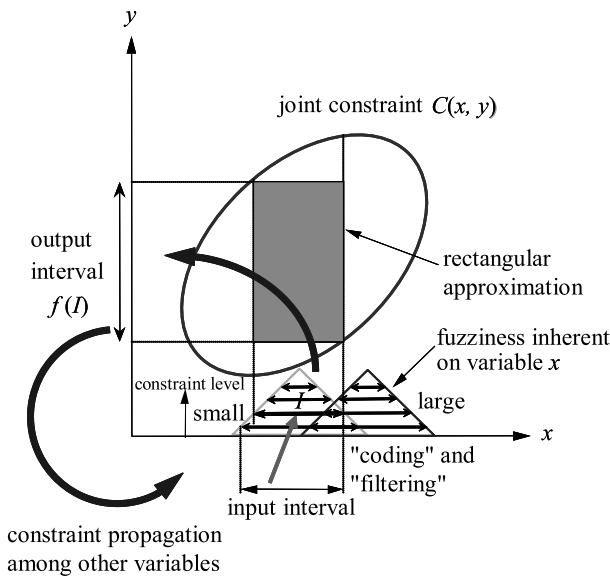 y
joint constraint C(x, y)
output
interval
f (I)
rectangular
approximation
fuzziness inherent
on variable x
constraint level
small
I
large
x
"coding" and
"filtering"
input interval
constraint propagation
among other variables